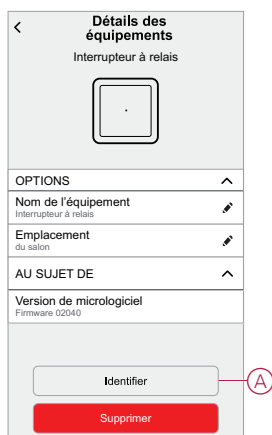 Détails des
équipements
Interrupteur à relais
OPTIONS
Nom de l'équipement
Interrupteur à relais
Emplacement
du salon
AU SUJET DE
Version de micrologiciel
Firmware 02040
Identifier
A
Supprimer